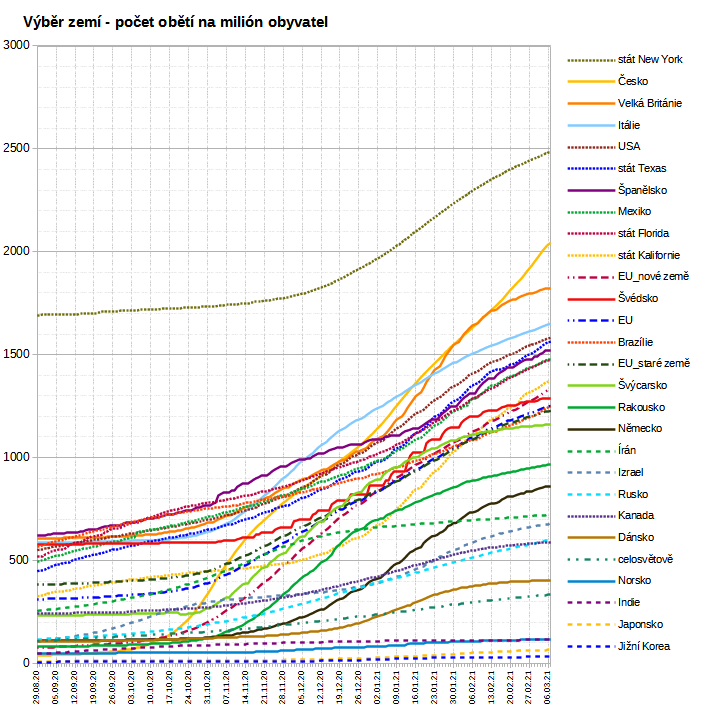 Výběr zemí - počet obětí na milión obyvatel
3000
2500
2000
1500
1000
500
0
stát New York
Česko
Velká Británie
Itálie
USA
stát Texas
Španělsko
Mexiko
stát Florida
stát Kalifornie
EU_nové země
Švédsko
EU
Brazílie
EU_staré země
Švýcarsko
Rakousko
Německo
Írán
Izrael
Rusko
Kanada
Dánsko
celosvětově
Norsko
Indie
Japonsko
Jižní Korea
29.08.20
05.09.20
12.09.20
19.09.20
26.09.20
03.10.20
10.10.20
17.10.20
24.10.20
31.10.20
07.11.20
14.11.20
21.11.20
28.11.20
05.12.20
12.12.20
19.12.20
26.12.20
02.01.21
09.01.21
16.01.21
23.01.21
30.01.21
06.02.21
13.02.21
20.02.21
27.02.21
06.03.21